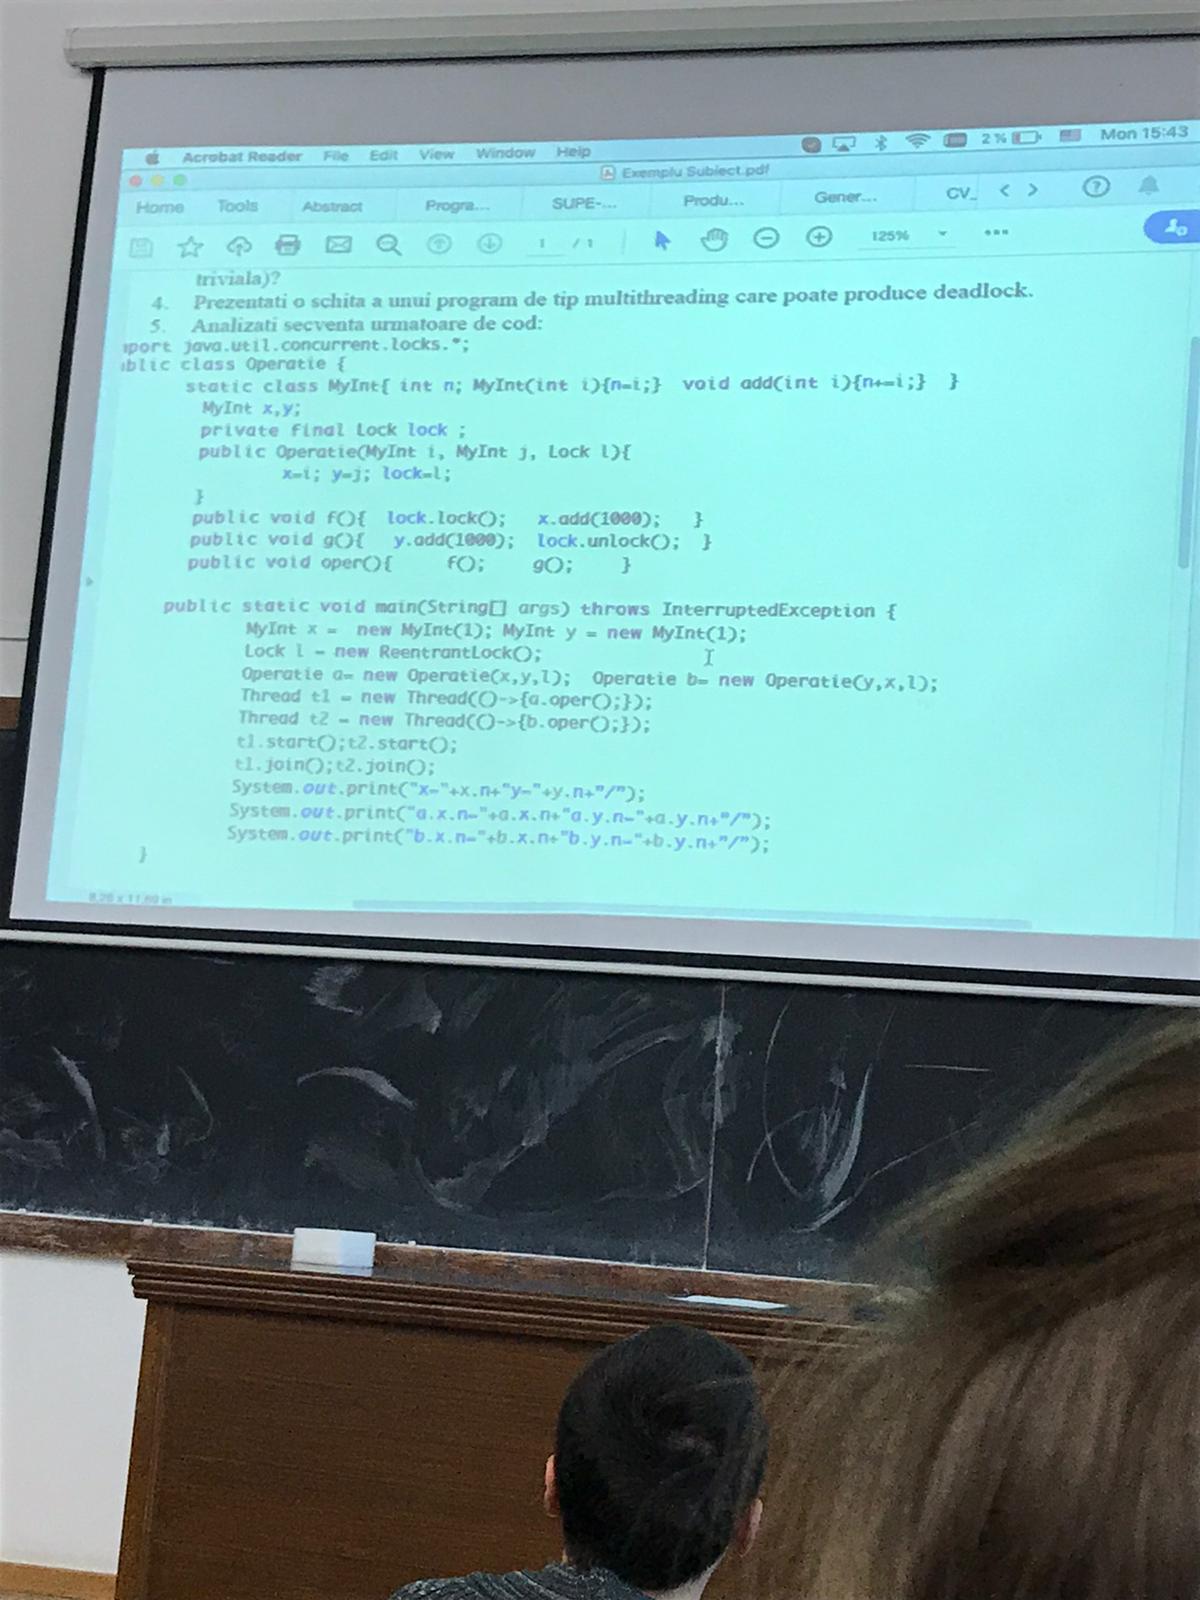 Acrobat Reader File Edit View Window Help 2% Mon 15:43
Exemplu Subiect.pdf
Home Tools Abstract Progra... SUPE-... Produ... Gener... CV_
1 / 1 125%
triviala)?
4. Prezentati o schita a unui program de tip multithreading care poate produce deadlock.
5. Analizati secventa urmatoare de cod:
port java.util.concurrent.locks.*;
blic class Operatie {
static class MyInt{ int n; MyInt(int i){n=i;} void add(int i){n+=i;} }
MyInt x,y;
private final Lock lock ;
public Operatie(MyInt i, MyInt j, Lock l){
x=i; y=j; lock=l;
}
public void f(){ lock.lock(); x.add(1000); }
public void g(){ y.add(1000); lock.unlock(); }
public void oper(){ f(); g(); }
public static void main(String[] args) throws InterruptedException {
MyInt x = new MyInt(1); MyInt y = new MyInt(1);
Lock l = new ReentrantLock();
Operatie a= new Operatie(x,y,l); Operatie b= new Operatie(y,x,l);
Thread t1 = new Thread(()->{a.oper();});
Thread t2 = new Thread(()->{b.oper();});
t1.start();t2.start();
t1.join();t2.join();
System.out.print("x="+x.n+"y="+y.n+"/");
System.out.print("a.x.n="+a.x.n+"a.y.n="+a.y.n+"/");
System.out.print("b.x.n="+b.x.n+"b.y.n="+b.y.n+"/");
}
8,26 x 11,69 in